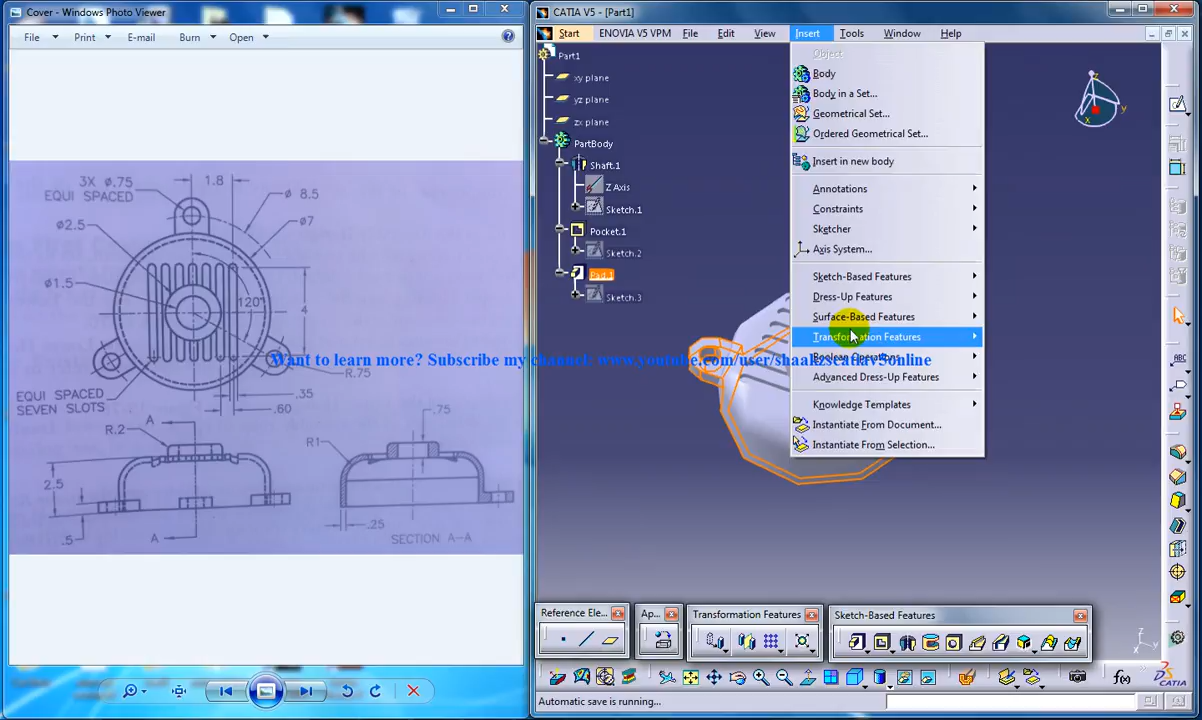 Cover - Windows Photo Viewer
File
Print
E-mail
Burn
Open
3X ø.75
EQUI SPACED
1.8
ø 8.5
ø2.5
ø7
ø1.5
120°
4
R.75
EQUI SPACED
SEVEN SLOTS
.35
.60
A
R.2
.75
R1
2.5
.5
A
.25
SECTION A-A
CATIA V5 - [Part1]
Start
ENOVIA V5 VPM
File
Edit
View
Insert
Tools
Window
Help
Part1
xy plane
yz plane
zx plane
PartBody
Shaft.1
Z Axis
Sketch.1
Pocket.1
Sketch.2
Pad.1
Sketch.3
Object
Body
Body in a Set...
Geometrical Set...
Ordered Geometrical Set...
Insert in new body
Annotations
Constraints
Sketcher
Axis System...
Sketch-Based Features
Dress-Up Features
Surface-Based Features
Transformation Features
Boolean Operations
Advanced Dress-Up Features
Knowledge Templates
Instantiate From Document...
Instantiate From Selection...
z
y
x
Want to learn more? Subscribe my channel: www.youtube.com/user/shaalizscatiav5online
Reference Ele...
Ap...
Transformation Features
Sketch-Based Features
ABC
f(x)
z
y
x
CATIA
Automatic save is running...